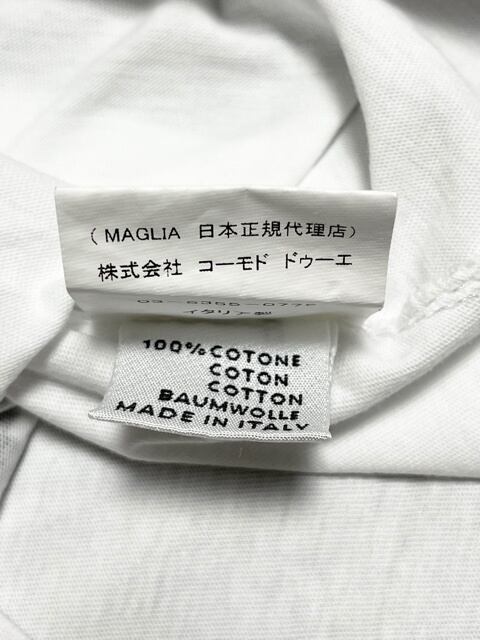 ( MAGLIA 日本正規代理店)
株式会社 コーモド ドゥーエ
イタリア製
100% COTONE
COTON
COTTON
BAUMWOLLE
MADE IN ITALY